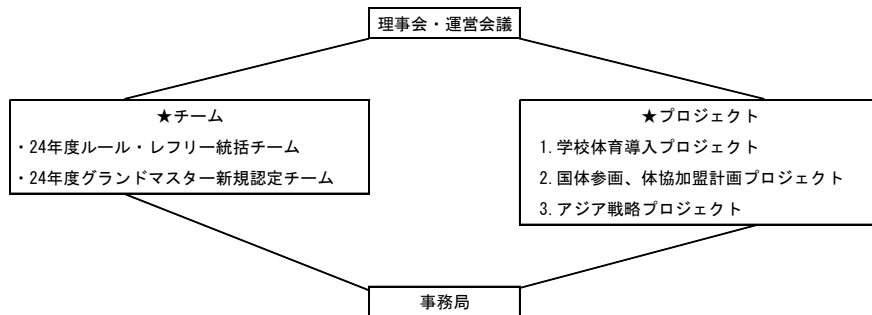 理事会・運営会議
★チーム
・24年度ルール・レフリー統括チーム
・24年度グランドマスター新規認定チーム
★プロジェクト
1.学校体育導入プロジェクト
2.国体参画、体協加盟計画プロジェクト
3.アジア戦略プロジェクト
事務局